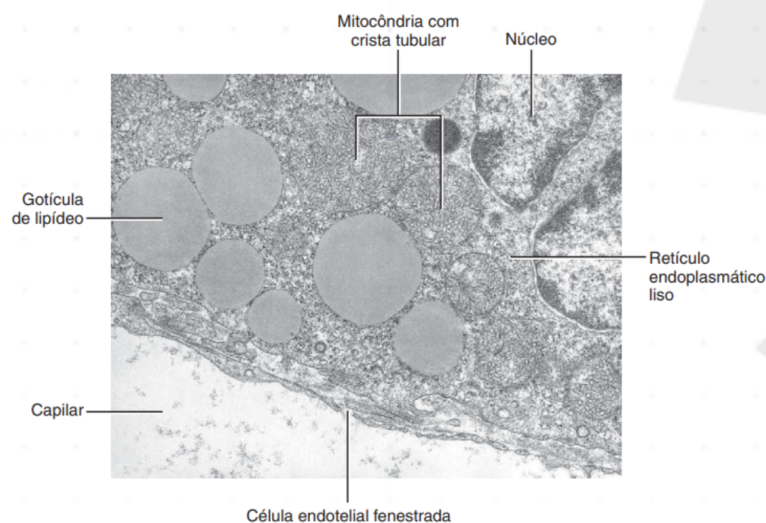 Mitocôndria com
crista tubular
Núcleo
Gotícula
de lipídeo
Retículo
endoplasmático
liso
Capilar
Célula endotelial fenestrada